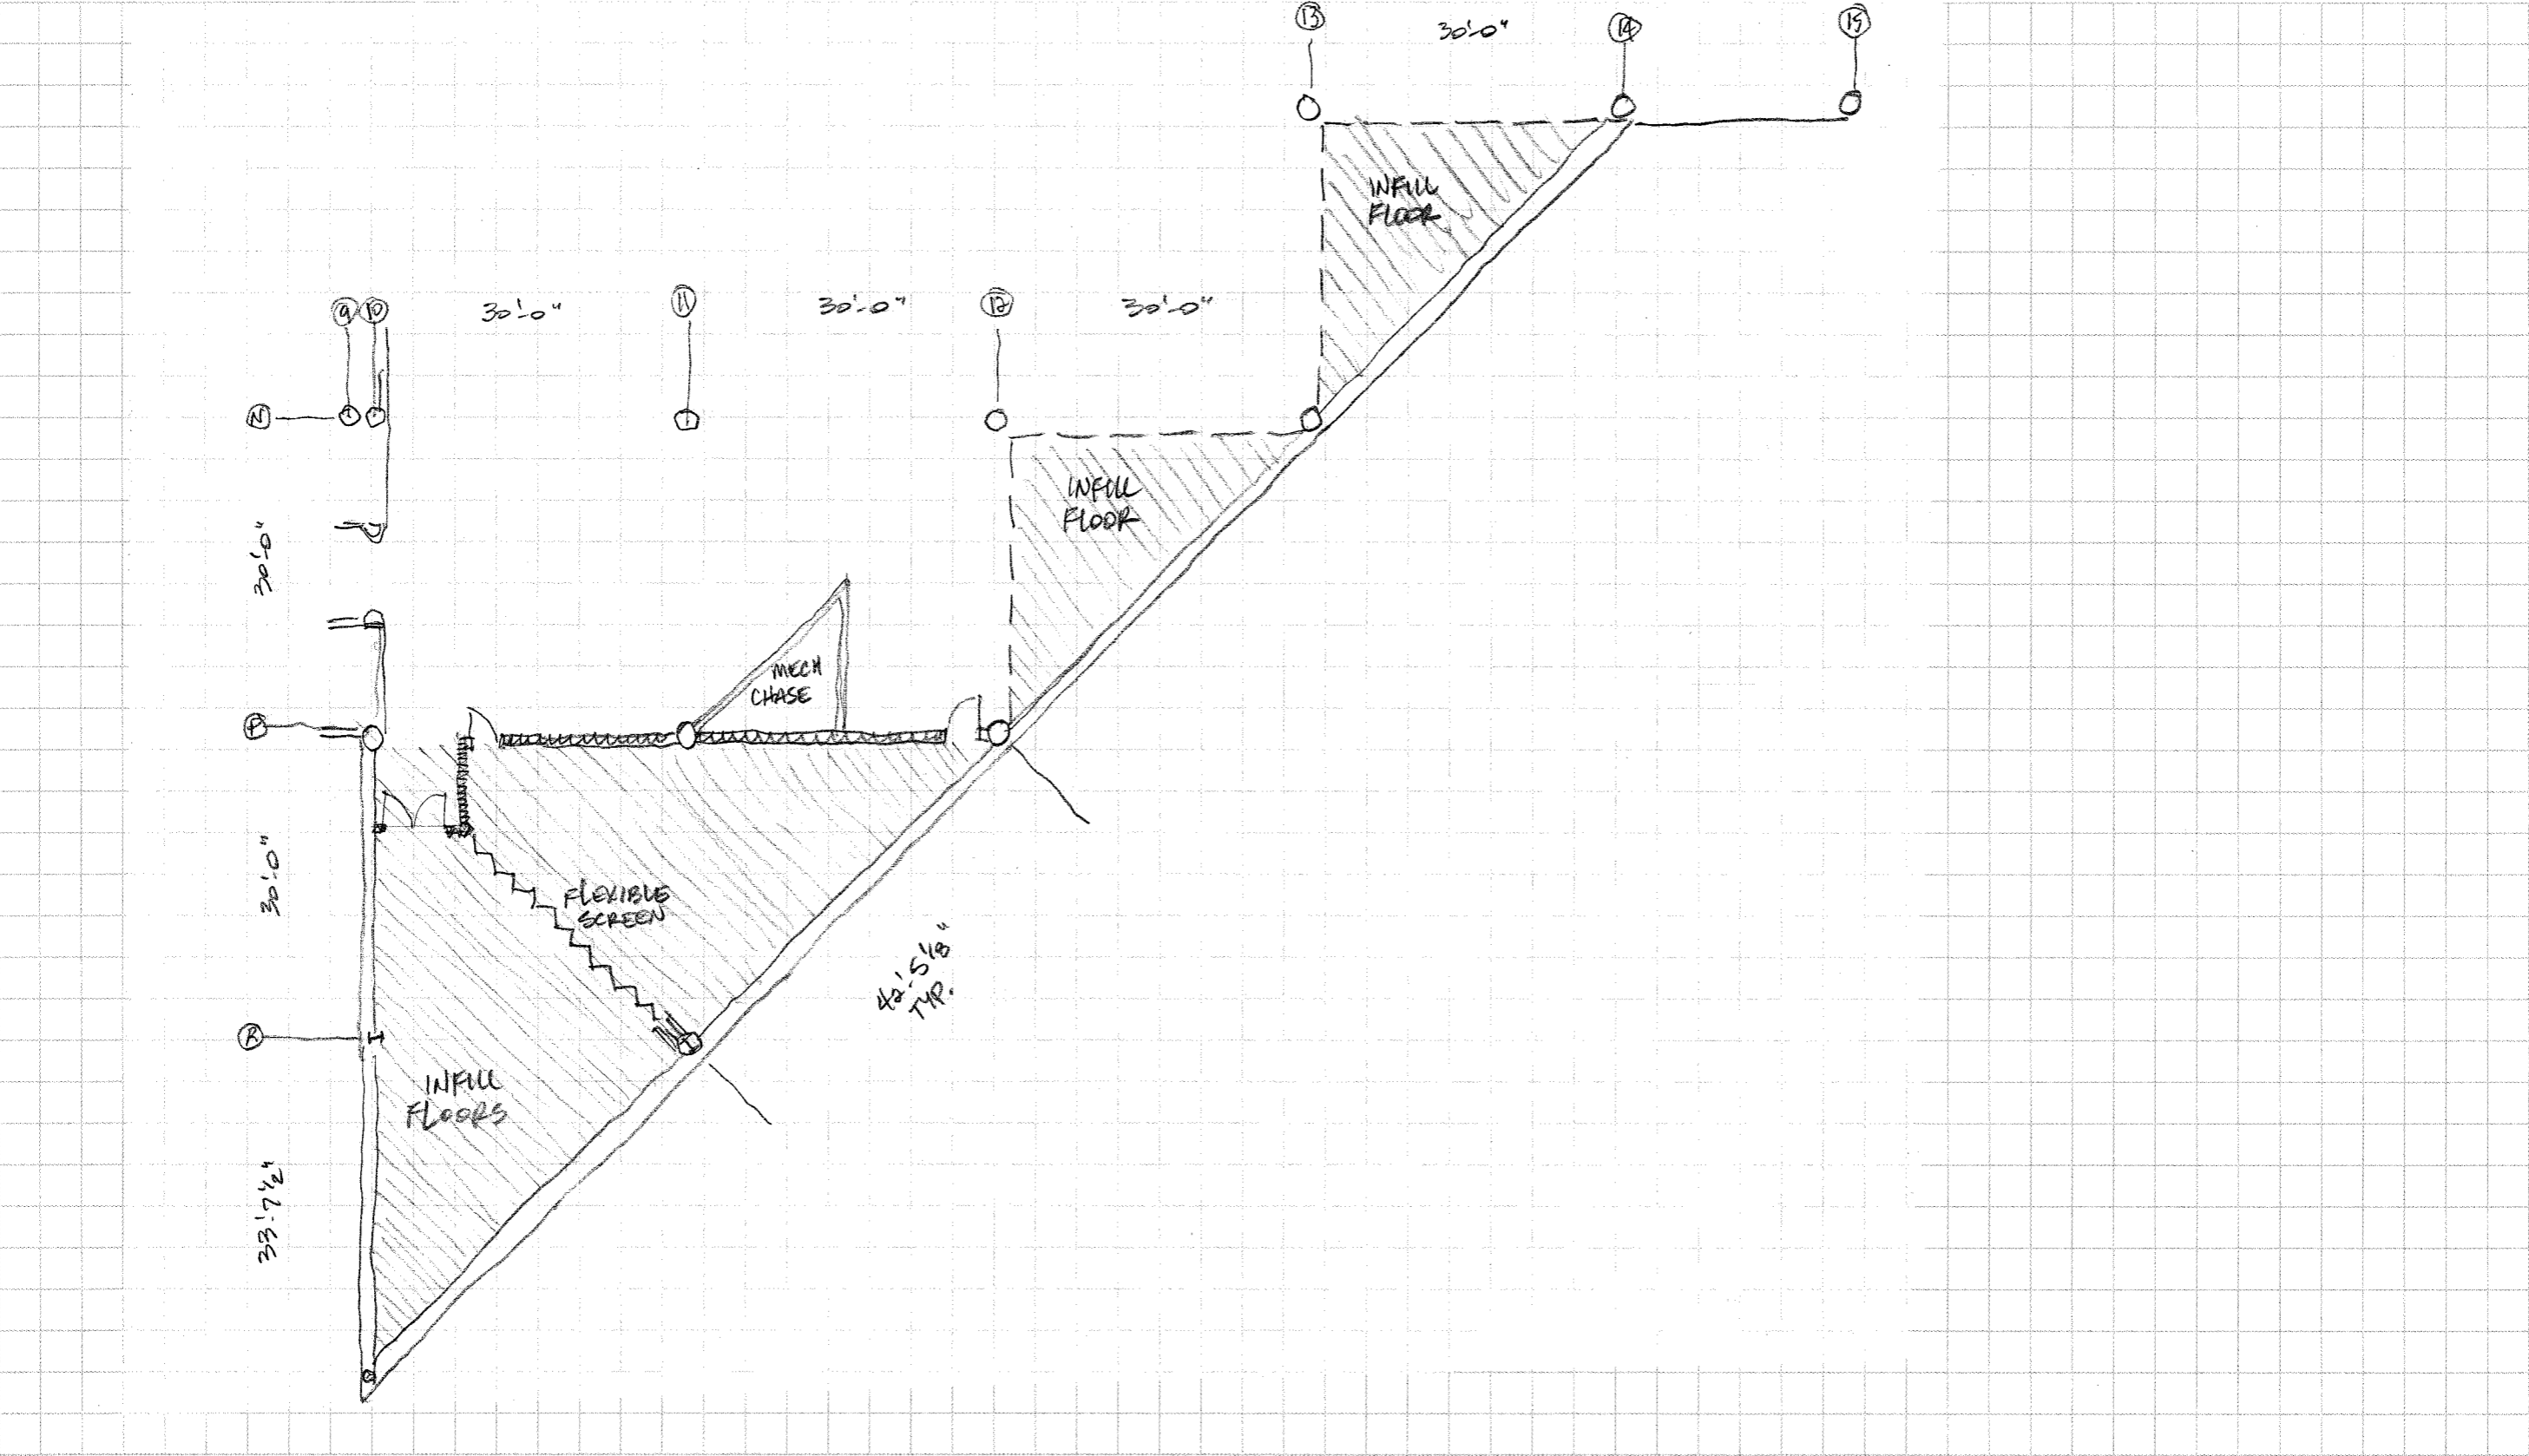 13
30'-0"
14
15
INFILL
FLOOR
9
10
30'-0"
11
30'-0"
12
30'-0"
N
INFILL
FLOOR
30'-0"
MECH
CHASE
P
30'-0"
FLEXIBLE
SCREEN
42'-5 1/8"
TYP.
R
INFILL
FLOORS
33'-7 1/2"